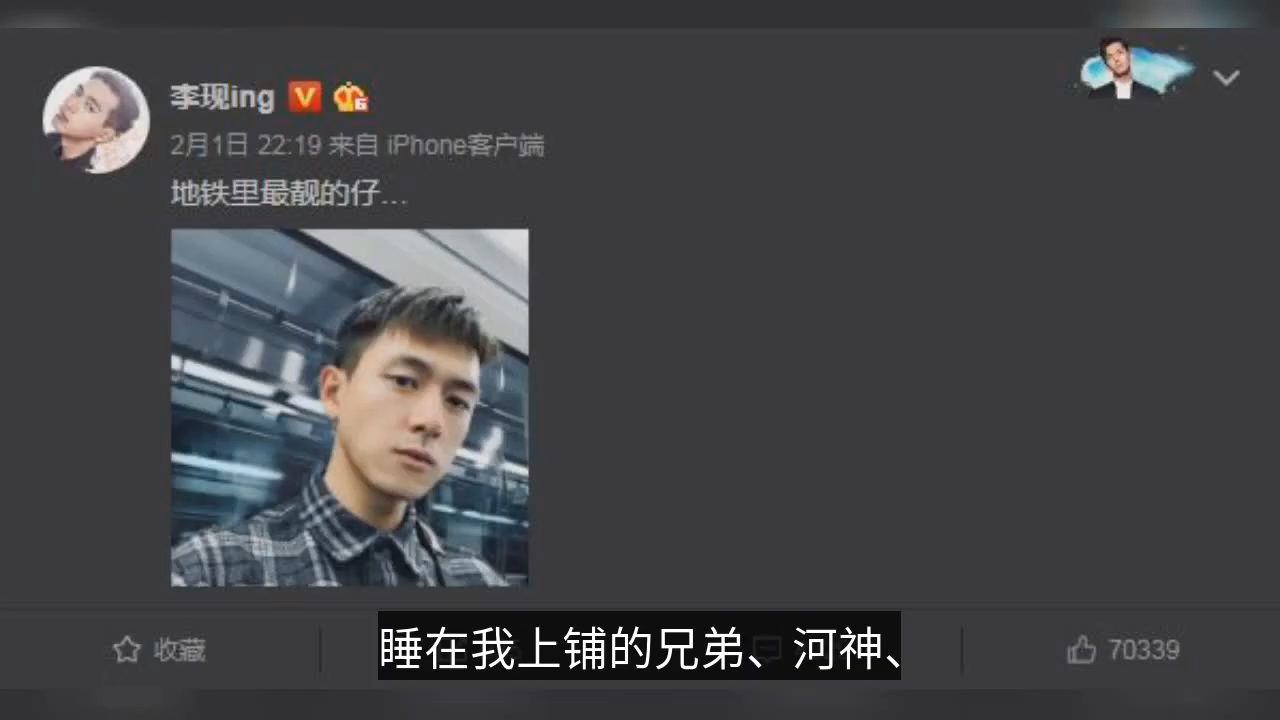 李现ing
2月1日 22:19 来自 iPhone客户端
地铁里最靓的仔...
收藏
70339
睡在我上铺的兄弟、河神、